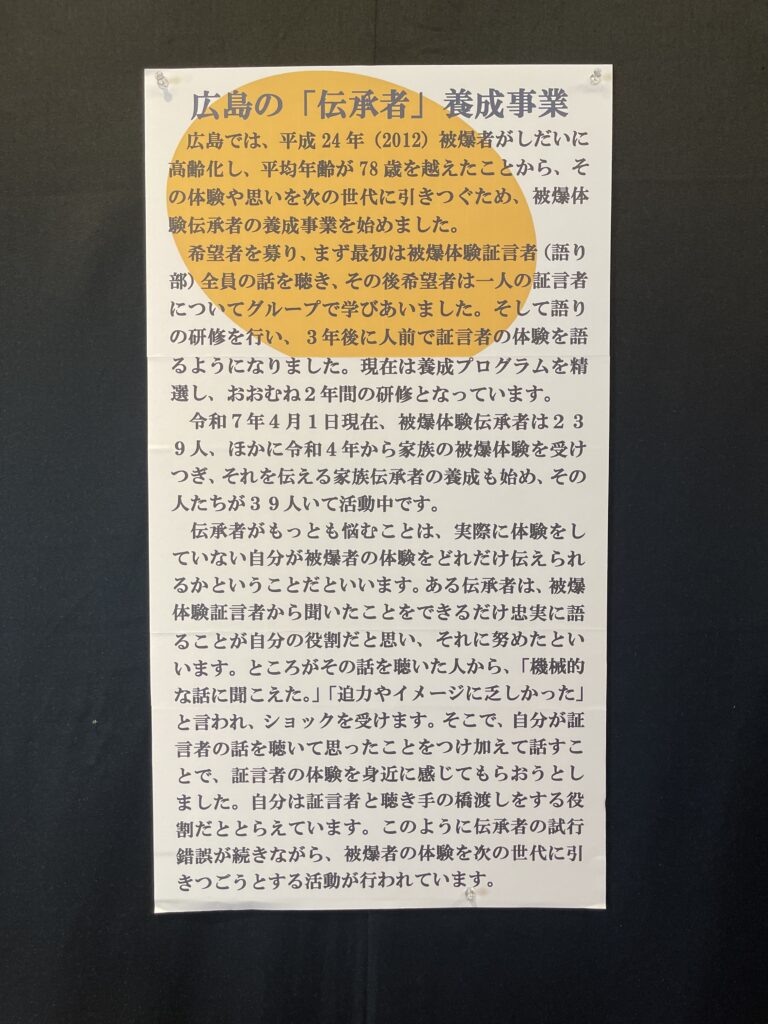 広島の「伝承者」養成事業
広島では、平成24年（2012）被爆者がしだいに
高齢化し、平均年齢が78歳を越えたことから、そ
の体験や思いを次の世代に引きつぐため、被爆体
験伝承者の養成事業を始めました。
希望者を募り、まず最初は被爆体験証言者（語り
部）全員の話を聴き、その後希望者は一人の証言者
についてグループで学びあいました。そして語り
の研修を行い、３年後に人前で証言者の体験を語
るようになりました。現在は養成プログラムを精
選し、おおむね２年間の研修となっています。
令和７年４月１日現在、被爆体験伝承者は２３
９人、ほかに令和４年から家族の被爆体験を受け
つぎ、それを伝える家族伝承者の養成も始め、その
人たちが３９人いて活動中です。
伝承者がもっとも悩むことは、実際に体験をし
ていない自分が被爆者の体験をどれだけ伝えられ
るかということだといいます。ある伝承者は、被爆
体験証言者から聞いたことをできるだけ忠実に語
ることが自分の役割だと思い、それに努めたとい
います。ところがその話を聴いた人から、「機械的
な話に聞こえた。」「迫力やイメージに乏しかった」
と言われ、ショックを受けます。そこで、自分が証
言者の話を聴いて思ったことをつけ加えて話すこ
とで、証言者の体験を身近に感じてもらおうとし
ました。自分は証言者と聴き手の橋渡しをする役
割だととらえています。このように伝承者の試行
錯誤が続きながら、被爆者の体験を次の世代に引
きつごうとする活動が行われています。